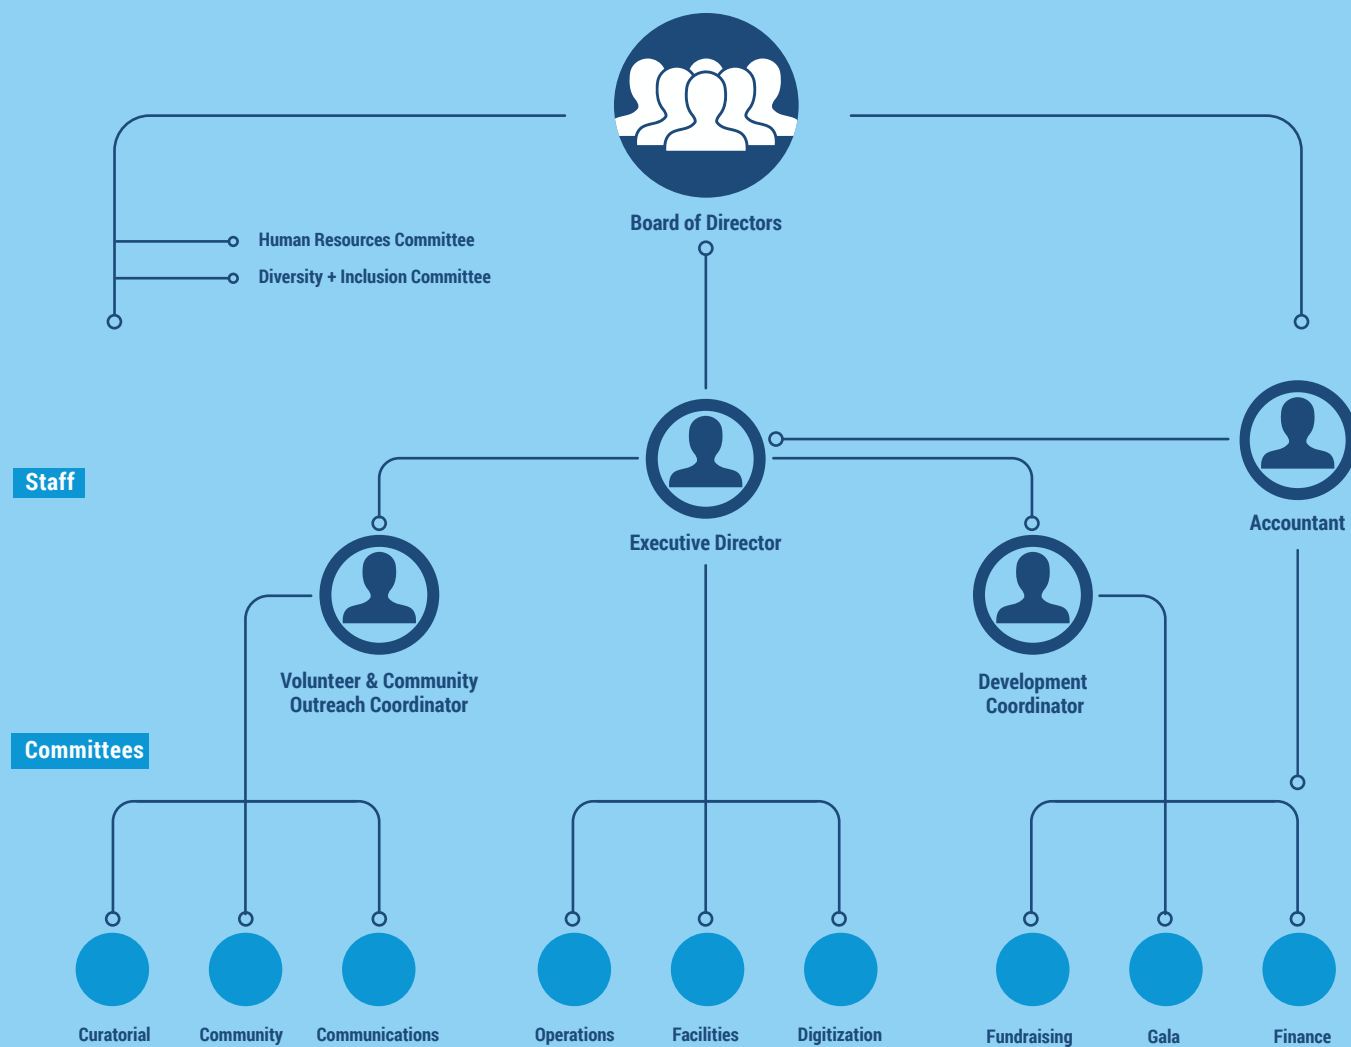 Board of Directors
Human Resources Committee
Diversity + Inclusion Committee
Staff
Executive Director
Accountant
Volunteer & Community
Outreach Coordinator
Development
Coordinator
Committees
Curatorial
Community
Communications
Operations
Facilities
Digitization
Fundraising
Gala
Finance